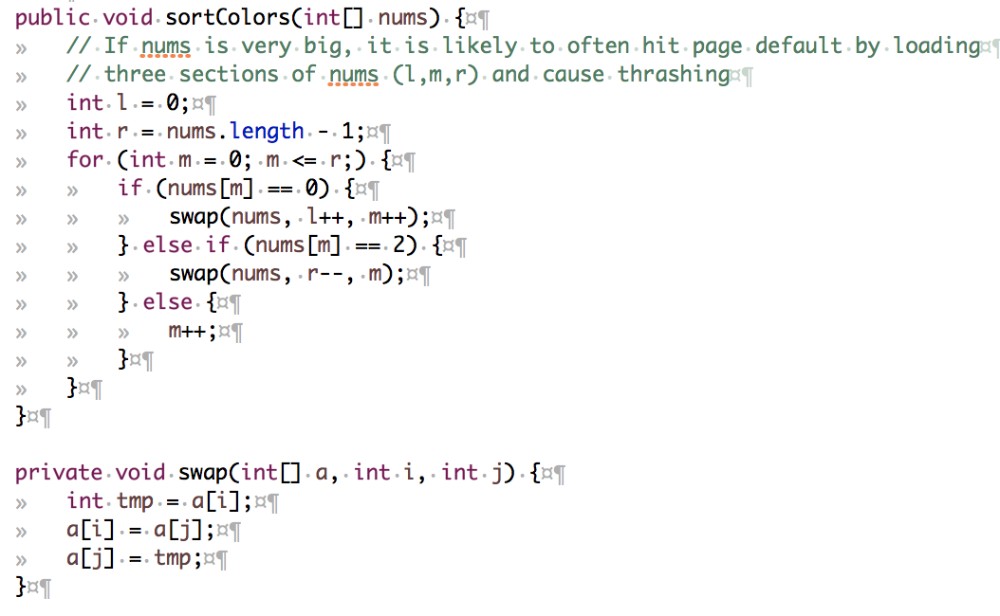 public void sortColors(int[] nums) {¤¶
»	// If nums is very big, it is likely to often hit page default by loading¤¶
»	// three sections of nums (l,m,r) and cause thrashing¤¶
»	int l = 0;¤¶
»	int r = nums.length - 1;¤¶
»	for (int m = 0; m <= r;) {¤¶
»	»	if (nums[m] == 0) {¤¶
»	»	»	swap(nums, l++, m++);¤¶
»	»	} else if (nums[m] == 2) {¤¶
»	»	»	swap(nums, r--, m);¤¶
»	»	} else {¤¶
»	»	»	m++;¤¶
»	»	}¤¶
»	}¤¶
}¤¶
private void swap(int[] a, int i, int j) {¤¶
»	int tmp = a[i];¤¶
»	a[i] = a[j];¤¶
»	a[j] = tmp;¤¶
}¤¶